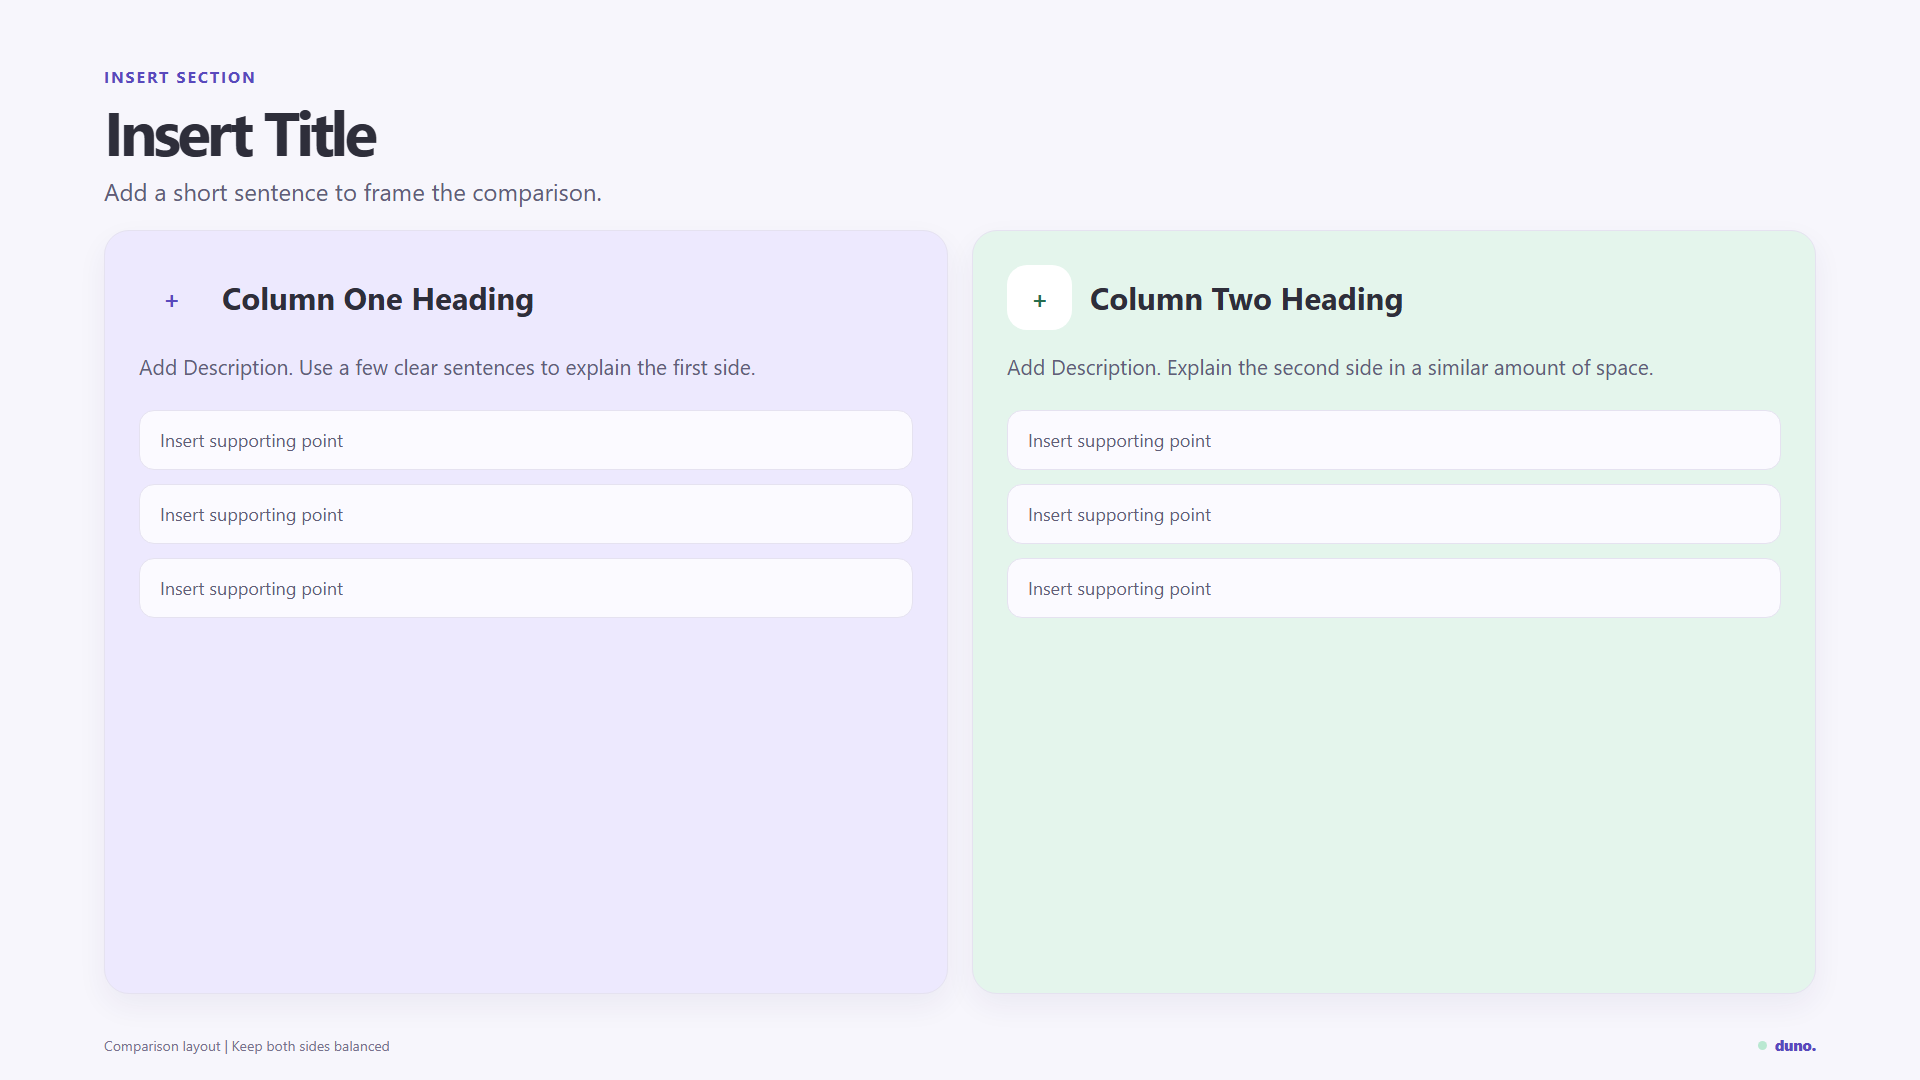 INSERT SECTION
Insert Title
Add a short sentence to frame the comparison.
+ Column One Heading
Add Description. Use a few clear sentences to explain the first side.
Insert supporting point
Insert supporting point
Insert supporting point
+ Column Two Heading
Add Description. Explain the second side in a similar amount of space.
Insert supporting point
Insert supporting point
Insert supporting point
Comparison layout | Keep both sides balanced
duno.